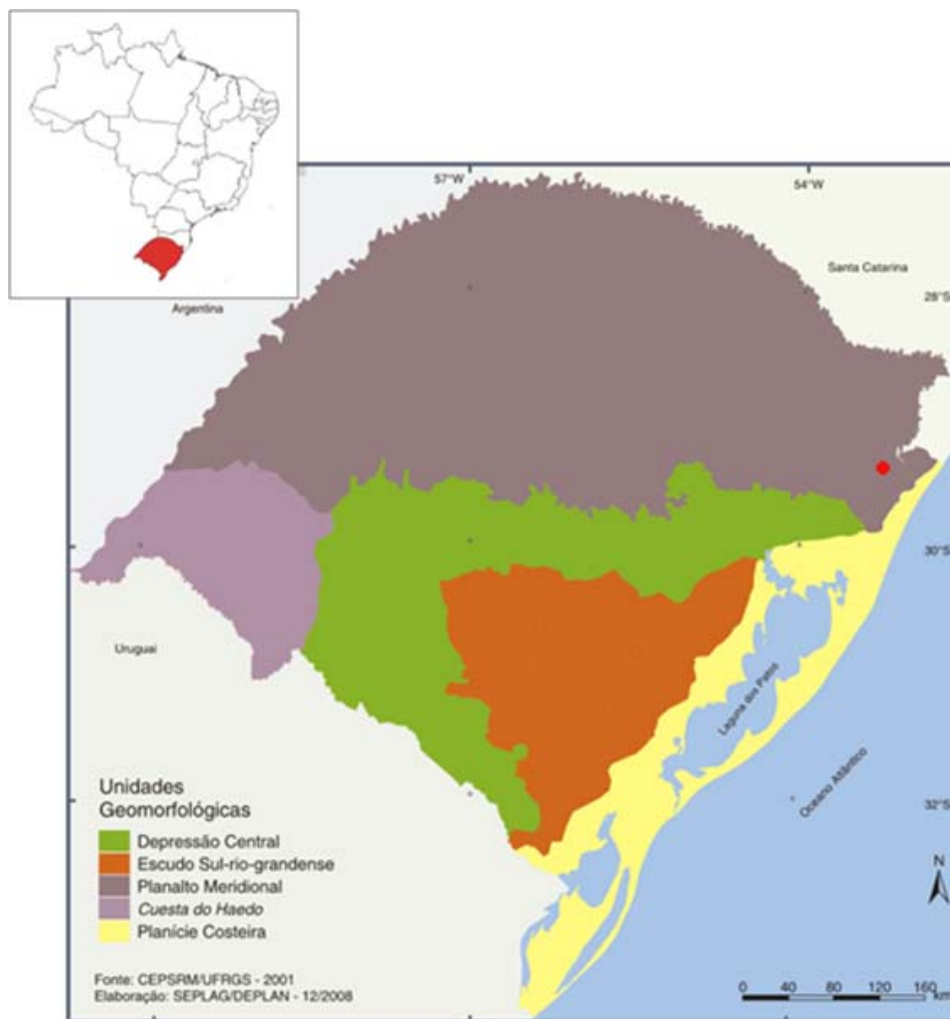 57°W
54°W
Santa Catarina
28°S
Argentina
30°S
Uruguai
Laguna dos Patos
Oceano Atlântico
Unidades
Geomorfológicas
32°S
Depressão Central
Escudo Sul-rio-grandense
N
Planalto Meridional
Cuesta do Haedo
Planície Costeira
Fonte: CEPSRM/UFRGS - 2001
Elaboração: SEPLAG/DEPLAN - 12/2008
0 40 80 120 160 km